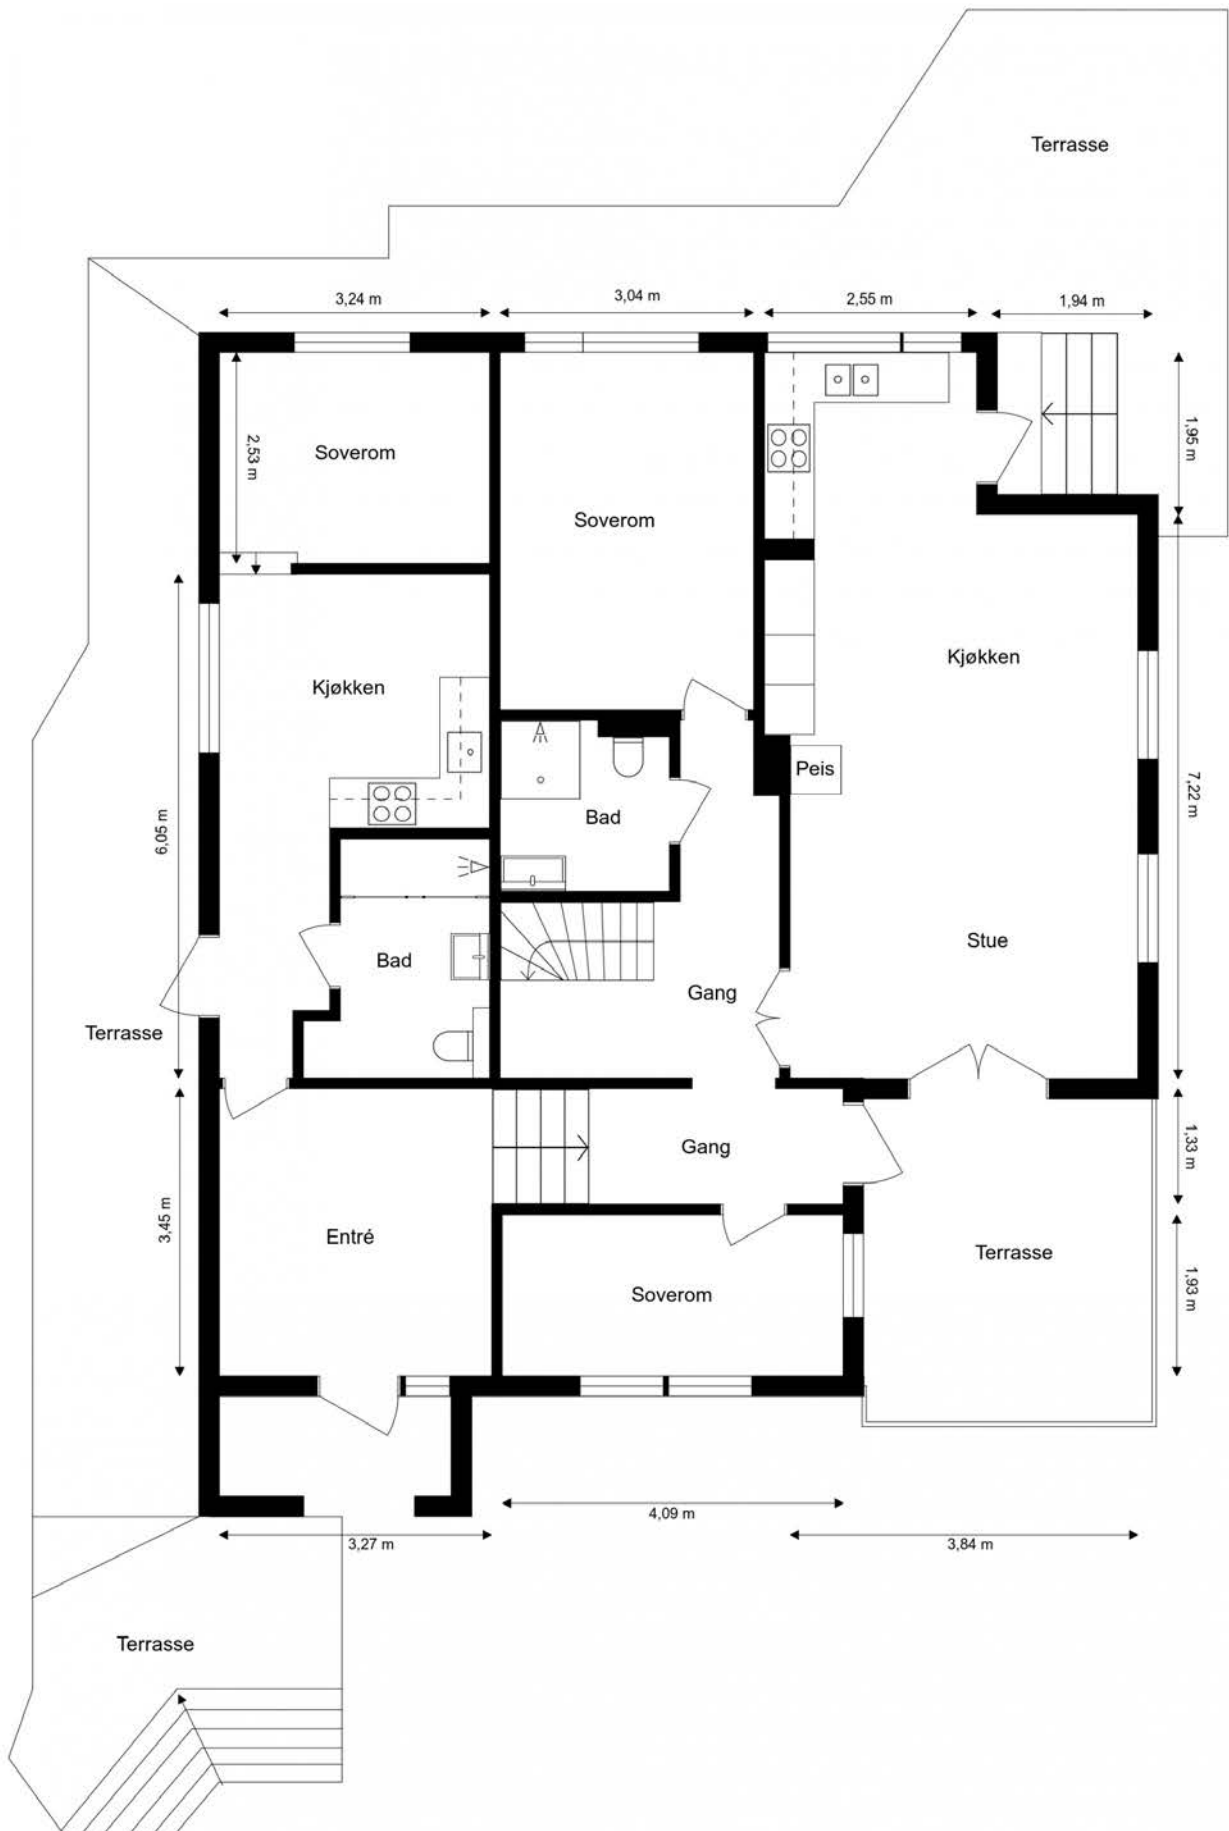 Terrasse
3,24 m
3,04 m
2,55 m
1,94 m
2,53 m
Soverom
Soverom
1,95 m
Kjøkken
Kjøkken
Peis
7,22 m
Bad
6,05 m
Bad
Stue
Gang
Terrasse
Gang
1,33 m
3,45 m
Entré
Soverom
Terrasse
1,93 m
4,09 m
3,27 m
3,84 m
Terrasse